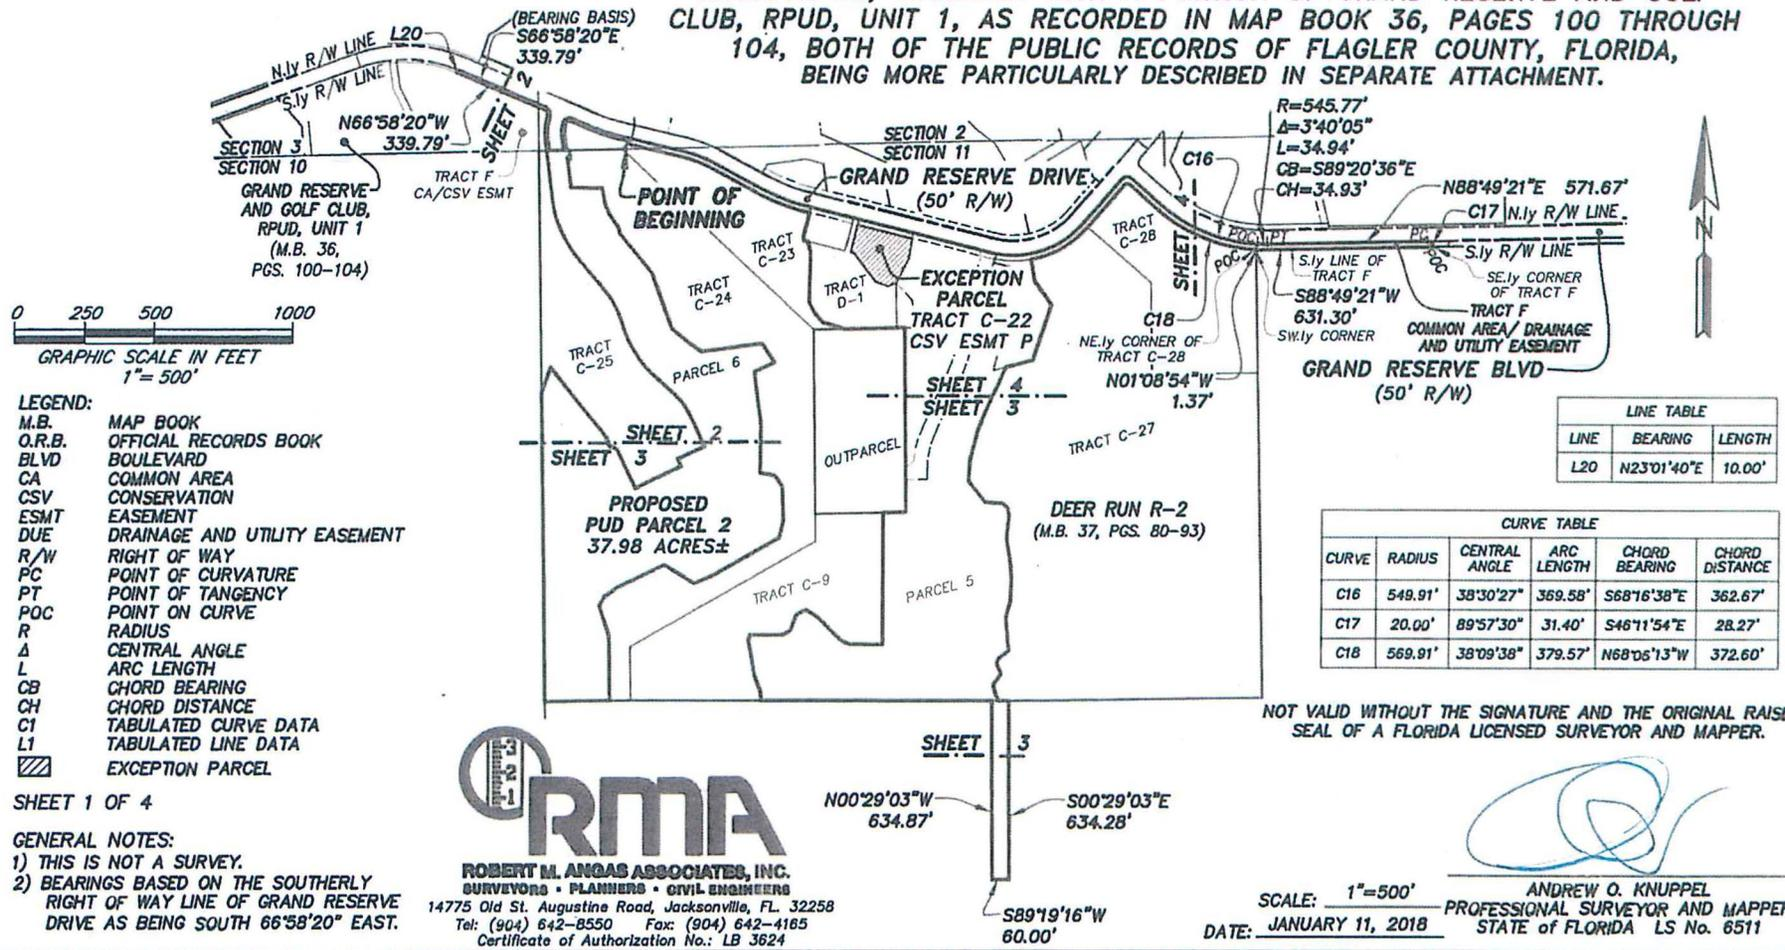 CLUB, RPUD, UNIT 1, AS RECORDED IN MAP BOOK 36, PAGES 100 THROUGH
104, BOTH OF THE PUBLIC RECORDS OF FLAGLER COUNTY, FLORIDA,
BEING MORE PARTICULARLY DESCRIBED IN SEPARATE ATTACHMENT.
(BEARING BASIS)
S66°58'20"E
339.79'
L20
N.ly R/W LINE
S.ly R/W LINE
2
SHEET
N66°58'20"W
339.79'
SECTION 3
SECTION 10
TRACT F
CA/CSV ESMT
GRAND RESERVE
AND GOLF CLUB,
RPUD, UNIT 1
(M.B. 36,
PGS. 100-104)
POINT OF
BEGINNING
SECTION 2
SECTION 11
GRAND RESERVE DRIVE
(50' R/W)
R=545.77'
Δ=3°40'05"
L=34.94'
CB=S89°20'36"E
CH=34.93'
C16
N88°49'21"E 571.67'
C17
N.ly R/W LINE
S.ly R/W LINE
4
SHEET
POC
PT
PC
POC
POC
S.ly LINE OF
TRACT F
SE.ly CORNER
OF TRACT F
S88°49'21"W
631.30'
SW.ly CORNER
TRACT F
COMMON AREA/ DRAINAGE
AND UTILITY EASEMENT
GRAND RESERVE BLVD
(50' R/W)
TRACT
C-28
C18
NE.ly CORNER OF
TRACT C-28
N01°08'54"W
1.37'
TRACT
C-23
TRACT
C-24
TRACT
D-1
EXCEPTION
PARCEL
TRACT C-22
CSV ESMT P
TRACT
C-25
PARCEL 6
SHEET 4
SHEET 3
TRACT C-27
OUTPARCEL
SHEET 2
SHEET 3
PROPOSED
PUD PARCEL 2
37.98 ACRES±
DEER RUN R-2
(M.B. 37, PGS. 80-93)
TRACT C-9
PARCEL 5
0 250 500 1000
GRAPHIC SCALE IN FEET
1"= 500'
N
LEGEND:
M.B. MAP BOOK
O.R.B. OFFICIAL RECORDS BOOK
BLVD BOULEVARD
CA COMMON AREA
CSV CONSERVATION
ESMT EASEMENT
DUE DRAINAGE AND UTILITY EASEMENT
R/W RIGHT OF WAY
PC POINT OF CURVATURE
PT POINT OF TANGENCY
POC POINT ON CURVE
R RADIUS
Δ CENTRAL ANGLE
L ARC LENGTH
CB CHORD BEARING
CH CHORD DISTANCE
C1 TABULATED CURVE DATA
L1 TABULATED LINE DATA
EXCEPTION PARCEL
LINE TABLE
LINE BEARING LENGTH
L20 N23°01'40"E 10.00'
CURVE TABLE
CURVE RADIUS CENTRAL ANGLE ARC LENGTH CHORD BEARING CHORD DISTANCE
C16 549.91' 38°30'27" 369.58' S68°16'38"E 362.67'
C17 20.00' 89°57'30" 31.40' S46°11'54"E 28.27'
C18 569.91' 38°09'38" 379.57' N68°05'13"W 372.60'
NOT VALID WITHOUT THE SIGNATURE AND THE ORIGINAL RAISE
SEAL OF A FLORIDA LICENSED SURVEYOR AND MAPPER.
SHEET 3
N00°29'03"W
634.87'
S00°29'03"E
634.28'
S89°19'16"W
60.00'
SHEET 1 OF 4
GENERAL NOTES:
1) THIS IS NOT A SURVEY.
2) BEARINGS BASED ON THE SOUTHERLY
RIGHT OF WAY LINE OF GRAND RESERVE
DRIVE AS BEING SOUTH 66°58'20" EAST.
3
2
1
RMA
ROBERT M. ANGAS ASSOCIATES, INC.
SURVEYORS • PLANNERS • CIVIL ENGINEERS
14775 Old St. Augustine Road, Jacksonville, FL. 32258
Tel: (904) 642-8550 Fax: (904) 642-4165
Certificate of Authorization No.: LB 3624
SCALE: 1"=500'
DATE: JANUARY 11, 2018
ANDREW O. KNUPPEL
PROFESSIONAL SURVEYOR AND MAPPER
STATE of FLORIDA LS No. 6511